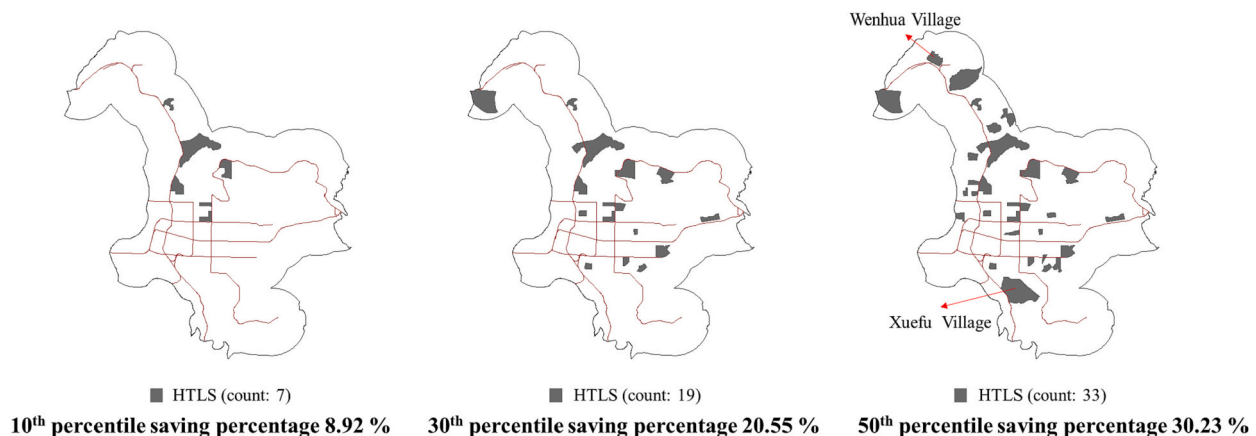 Wenhua Village
Xuefu Village
HTLS (count: 7)
HTLS (count: 19)
HTLS (count: 33)
10th percentile saving percentage 8.92 %
30th percentile saving percentage 20.55 %
50th percentile saving percentage 30.23 %